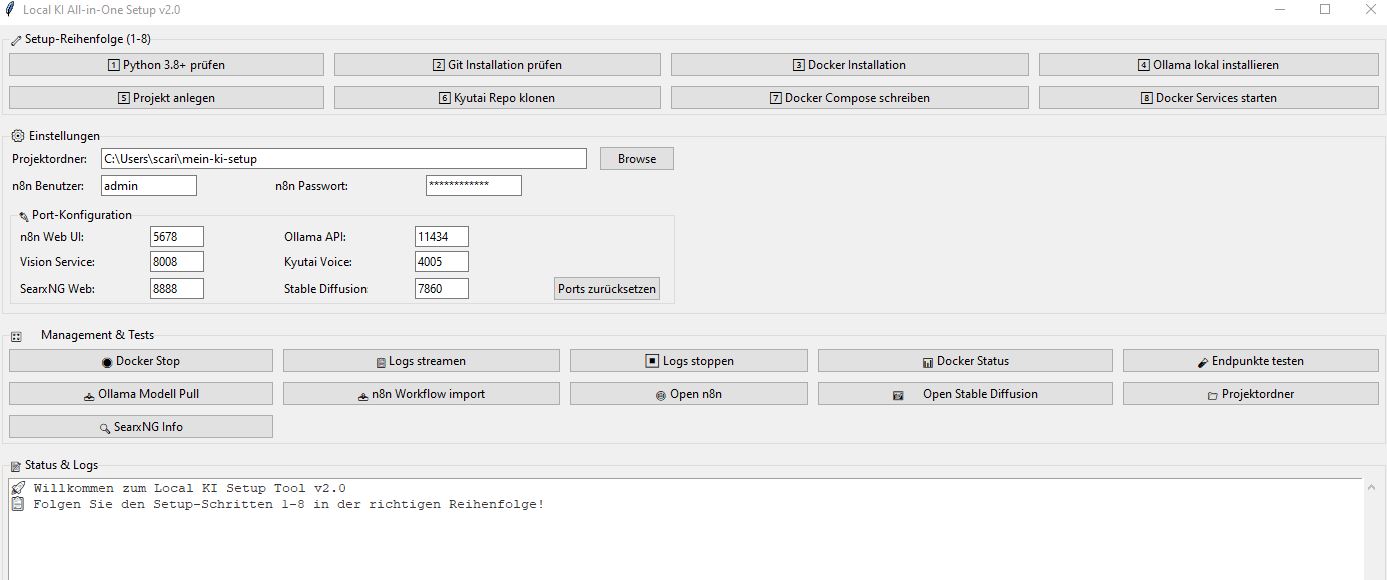 Local KI All-in-One Setup v2.0
Setup-Reihenfolge (1-8)
1 Python 3.8+ prüfen 2 Git Installation prüfen 3 Docker Installation 4 Ollama lokal installieren
5 Projekt anlegen 6 Kyutai Repo klonen 7 Docker Compose schreiben 8 Docker Services starten
Einstellungen
Projektordner: C:\Users\scari\mein-ki-setup Browse
n8n Benutzer: admin n8n Passwort: ************
Port-Konfiguration
n8n Web UI: 5678 Ollama API: 11434
Vision Service: 8008 Kyutai Voice: 4005
SearxNG Web: 8888 Stable Diffusion: 7860 Ports zurücksetzen
Management & Tests
Docker Stop Logs streamen Logs stoppen Docker Status Endpunkte testen
Ollama Modell Pull n8n Workflow import Open n8n Open Stable Diffusion Projektordner
SearxNG Info
Status & Logs
Willkommen zum Local KI Setup Tool v2.0
Folgen Sie den Setup-Schritten 1-8 in der richtigen Reihenfolge!